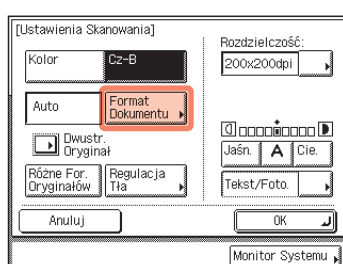 [Ustawienia Skanowania]
Kolor
Cz-B
Auto
Format
Dokumentu
Dwustr.
Oryginał
Różne For.
Oryginałów
Regulacja
Tła
Rozdzielczość:
200x200dpi
Jaśn.
A
Cie.
Tekst/Foto.
Anuluj
OK
Monitor Systemu